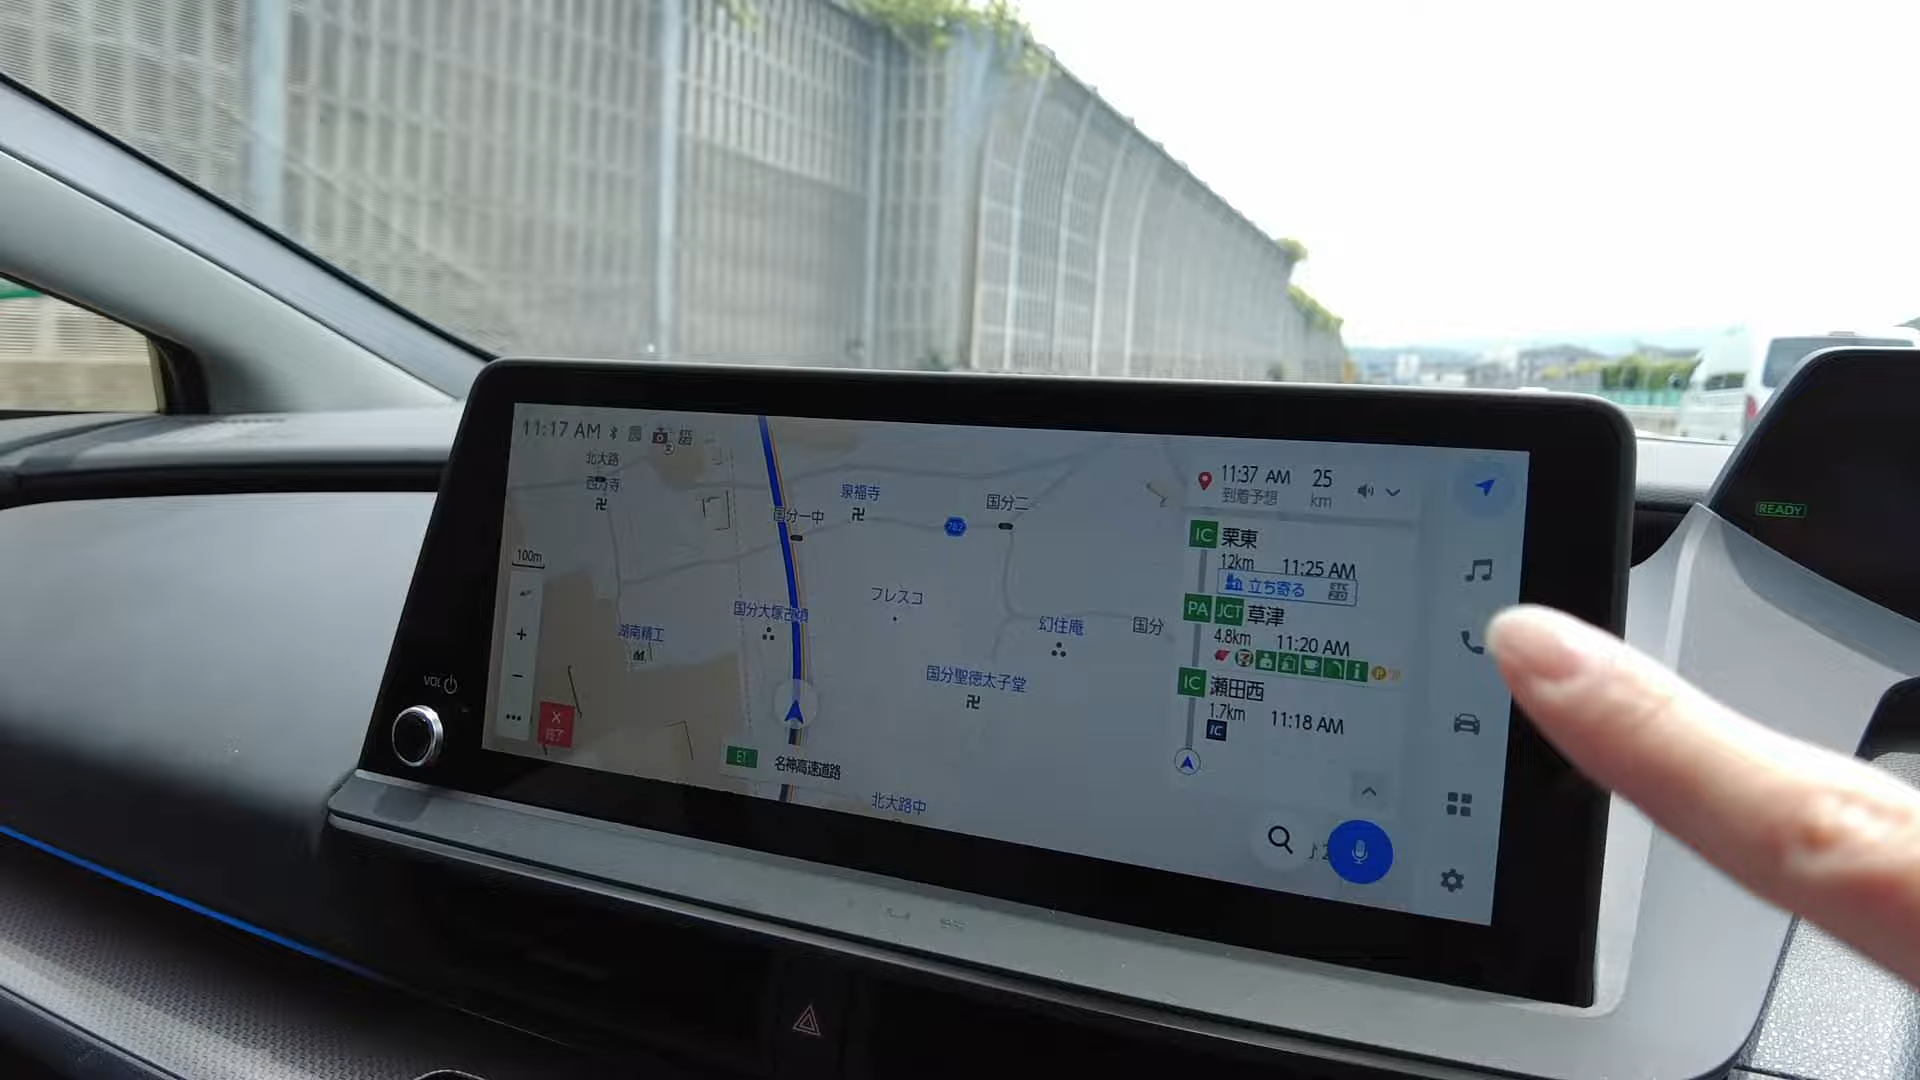 11:17 AM
北大路
西方寺
100m
+
-
終了
VOL
泉福寺
国分一中
782
国分二
国分大塚古墳
フレスコ
湖南精工
幻住庵
国分
国分聖徳太子堂
E1
名神高速道路
北大路中
11:37 AM 25
到着予想 km
IC 栗東
12km 11:25 AM
立ち寄る ETC
PA JCT 草津
4.8km 11:20 AM
IC 瀬田西
1.7km 11:18 AM
IC
READY